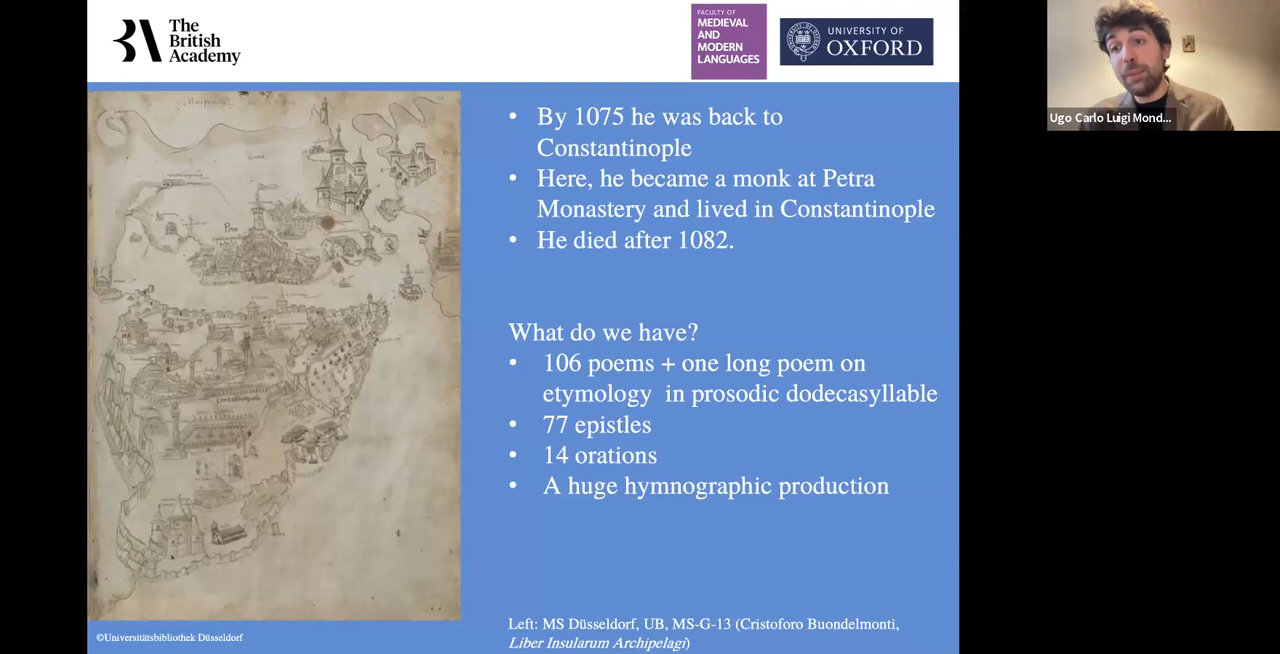 The
British
Academy
FACULTY OF
MEDIEVAL
AND
MODERN
LANGUAGES
UNIVERSITY OF
OXFORD
• By 1075 he was back to
Constantinople
• Here, he became a monk at Petra
Monastery and lived in Constantinople
• He died after 1082.
What do we have?
• 106 poems + one long poem on
etymology in prosodic dodecasyllable
• 77 epistles
• 14 orations
• A huge hymnographic production
Left: MS Düsseldorf, UB, MS-G-13 (Cristoforo Buondelmonti,
Liber Insularum Archipelagi)
©Universitätsbibliothek Düsseldorf
Ugo Carlo Luigi Mond...